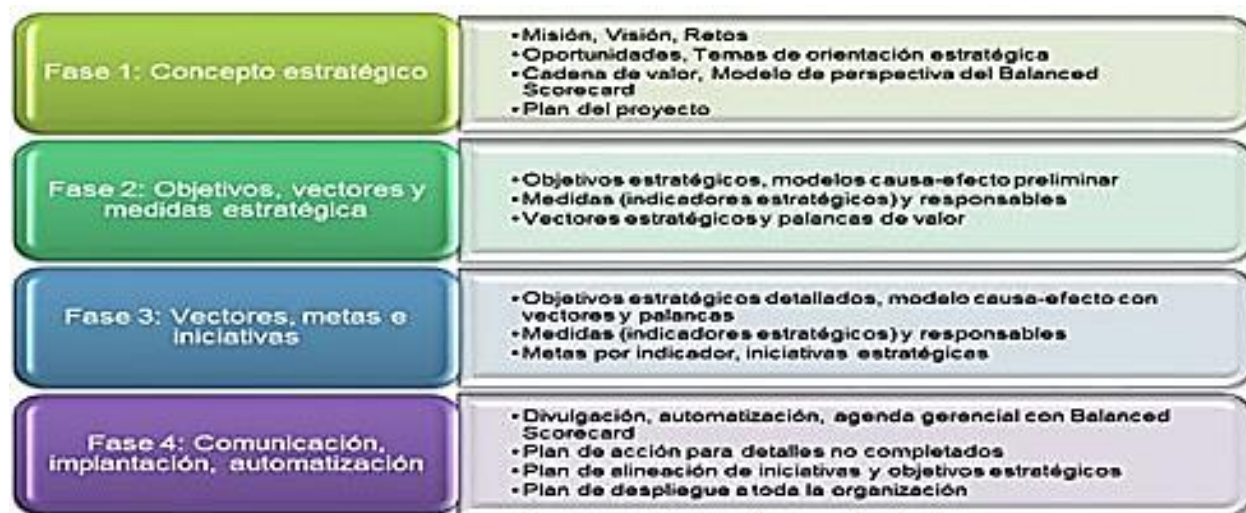 Fase 1: Concepto estratégico
•Misión, Visión, Retos
•Oportunidades, Temas de orientación estratégica
•Cadena de valor, Modelo de perspectiva del Balanced
Scorecard
•Plan del proyecto
Fase 2: Objetivos, vectores y
medidas estratégica
•Objetivos estratégicos, modelos causa-efecto preliminar
•Medidas (indicadores estratégicos) y responsables
•Vectores estratégicos y palancas de valor
Fase 3: Vectores, metas e
iniciativas
•Objetivos estratégicos detallados, modelo causa-efecto con
vectores y palancas
•Medidas (indicadores estratégicos) y responsables
•Metas por indicador, iniciativas estratégicas
Fase 4: Comunicación,
implantación, automatización
•Divulgación, automatización, agenda gerencial con Balanced
Scorecard
•Plan de acción para detalles no completados
•Plan de alineación de iniciativas y objetivos estratégicos
•Plan de despliegue a toda la organización